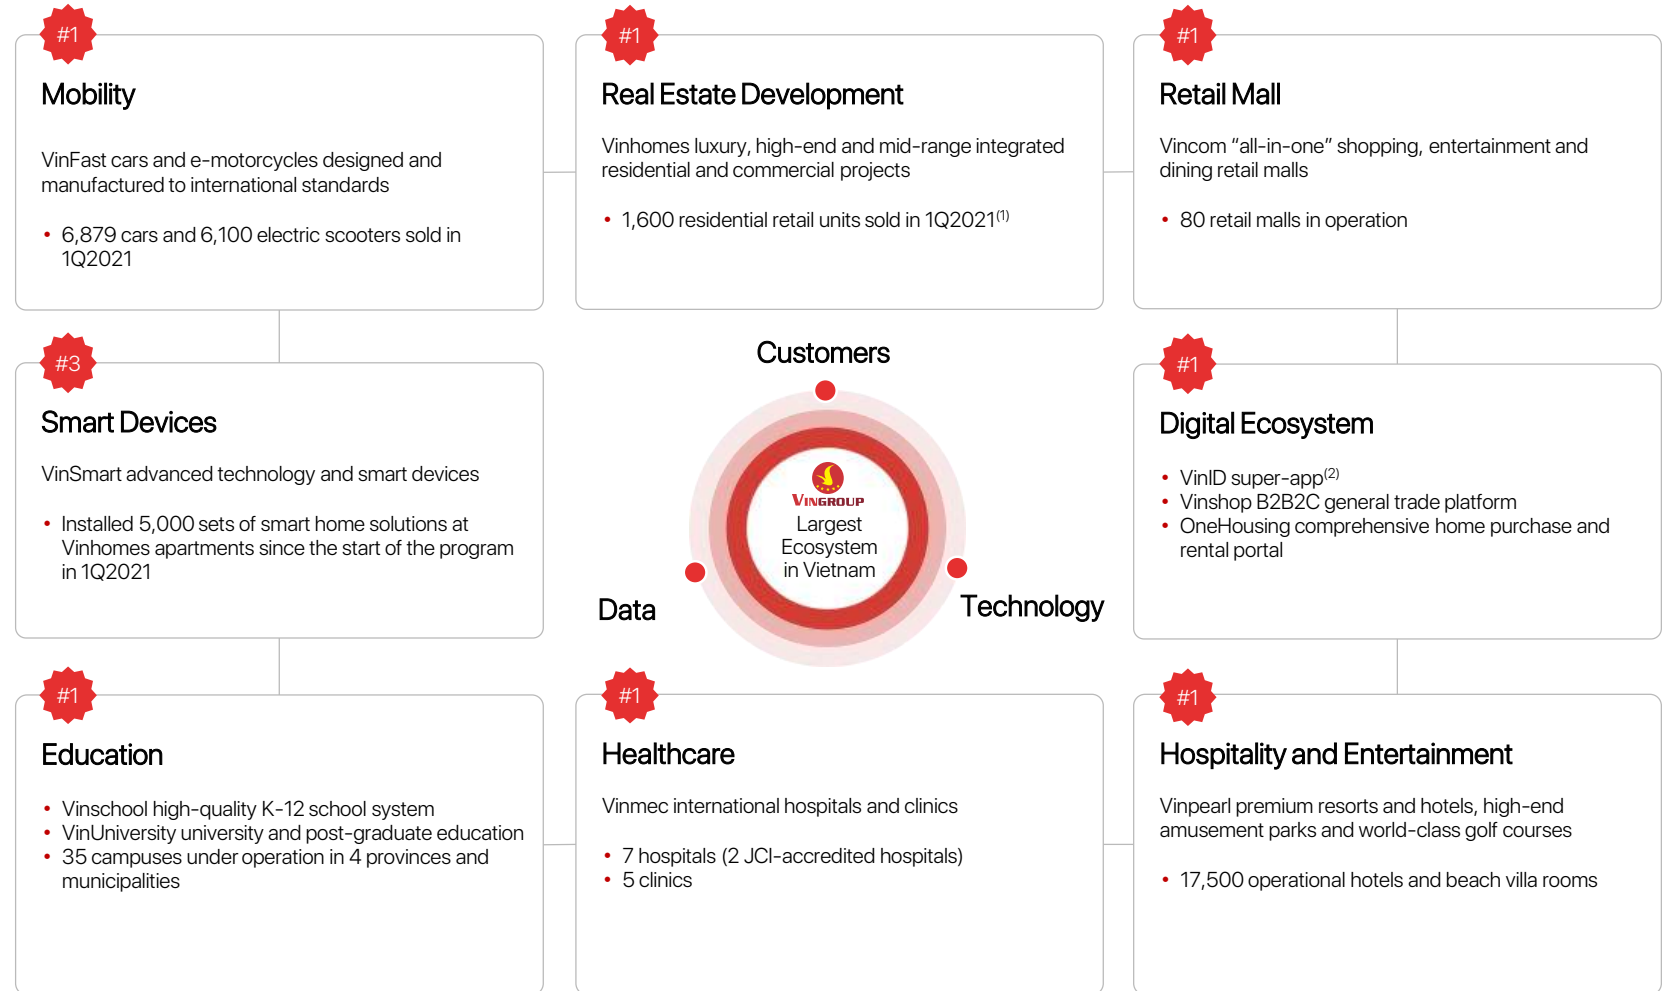 #1
Mobility
VinFast cars and e-motorcycles designed and
manufactured to international standards
• 6,879 cars and 6,100 electric scooters sold in
1Q2021
#1
Real Estate Development
Vinhomes luxury, high-end and mid-range integrated
residential and commercial projects
• 1,600 residential retail units sold in 1Q2021(1)
#1
Retail Mall
Vincom “all-in-one” shopping, entertainment and
dining retail malls
• 80 retail malls in operation
#3
Smart Devices
VinSmart advanced technology and smart devices
• Installed 5,000 sets of smart home solutions at
Vinhomes apartments since the start of the program
in 1Q2021
Customers
VINGROUP
Largest
Ecosystem
in Vietnam
Data
Technology
#1
Digital Ecosystem
• VinID super-app(2)
• Vinshop B2B2C general trade platform
• OneHousing comprehensive home purchase and
rental portal
#1
Education
• Vinschool high-quality K-12 school system
• VinUniversity university and post-graduate education
• 35 campuses under operation in 4 provinces and
municipalities
#1
Healthcare
Vinmec international hospitals and clinics
• 7 hospitals (2 JCI-accredited hospitals)
• 5 clinics
#1
Hospitality and Entertainment
Vinpearl premium resorts and hotels, high-end
amusement parks and world-class golf courses
• 17,500 operational hotels and beach villa rooms